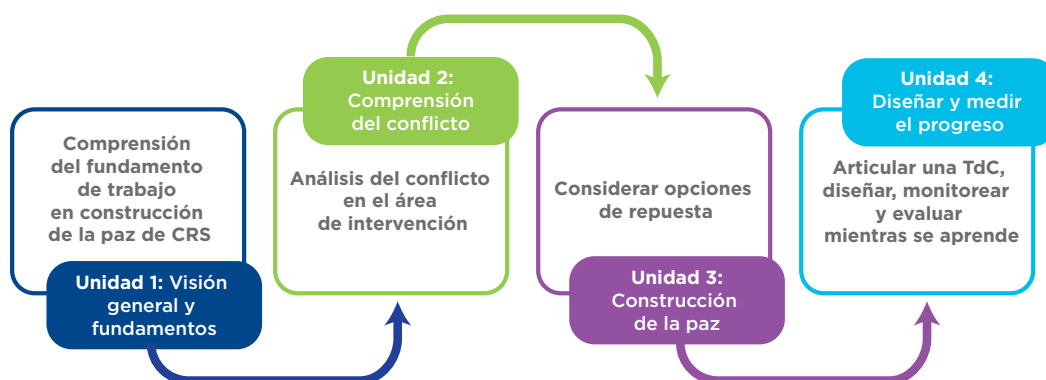 Comprensión
del fundamento
de trabajo
en construcción
de la paz de CRS
Unidad 1: Visión
general y
fundamentos
Unidad 2:
Comprensión
del conflicto
Análisis del conflicto
en el área
de intervención
Considerar opciones
de repuesta
Unidad 3:
Construcción
de la paz
Unidad 4:
Diseñar y medir
el progreso
Articular una TdC,
diseñar, monitorear
y evaluar
mientras se aprende